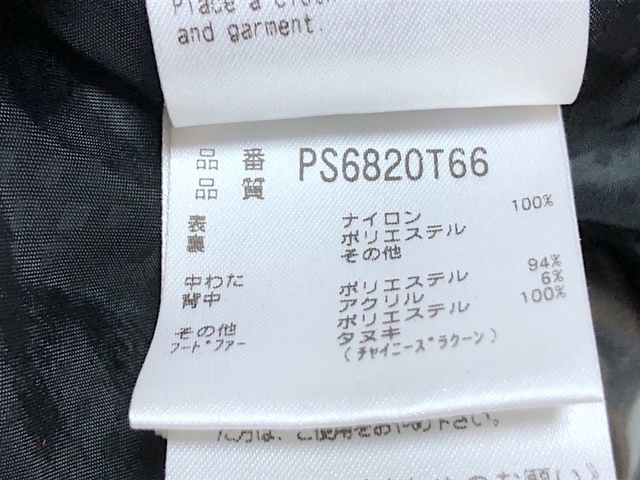 Place a
and garment.
品 番 PS6820T66
品 質
表 ナイロン 100%
裏 ポリエステル
その他
中わた ポリエステル 94%
背中 アクリル 6%
ポリエステル 100%
その他 タヌキ
フードファー (チャイニーズラクーン)